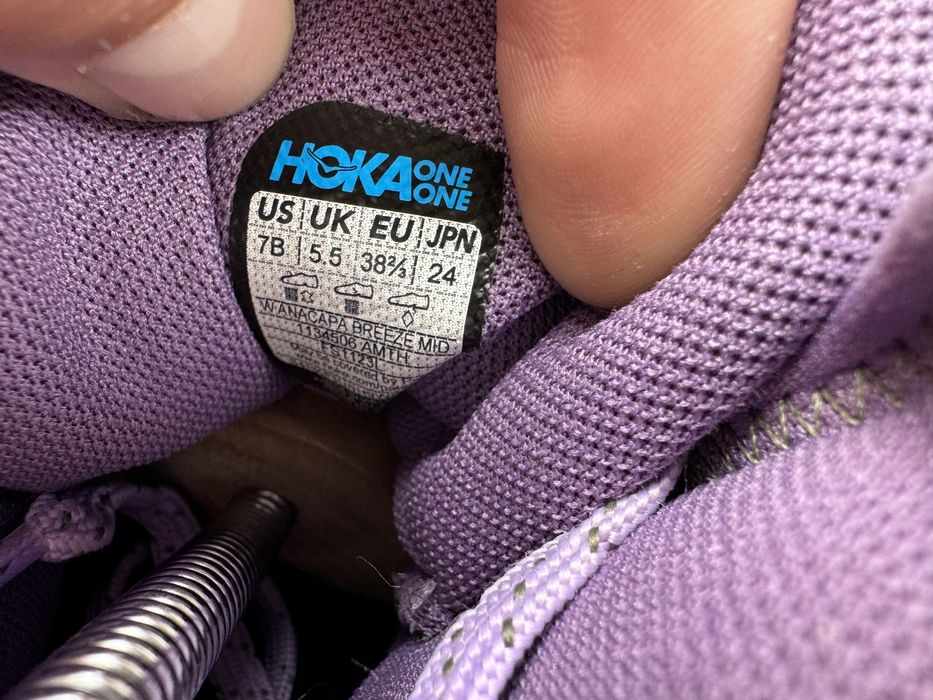 HOKA ONE ONE
US UK EU JPN
7B 5.5 38⅔ 24
W ANACAPA BREEZE MID
1134506 AMTH